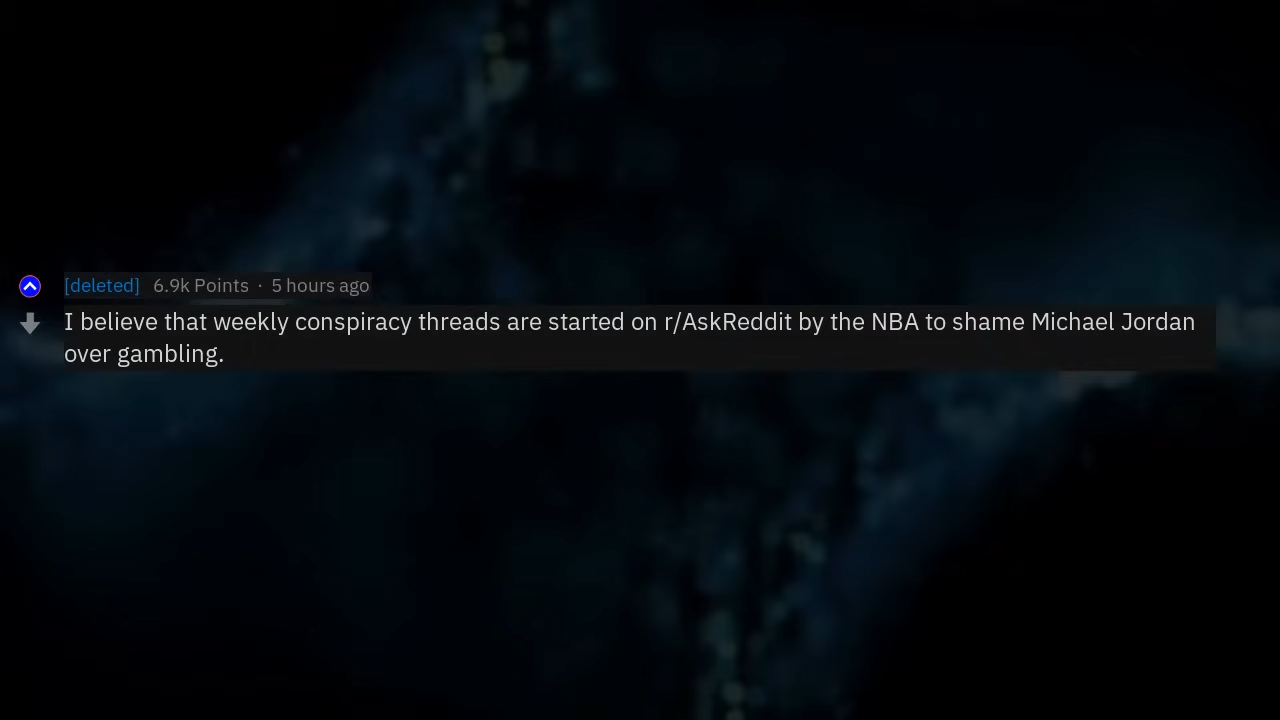 [deleted] 6.9k Points · 5 hours ago
I believe that weekly conspiracy threads are started on r/AskReddit by the NBA to shame Michael Jordan
over gambling.